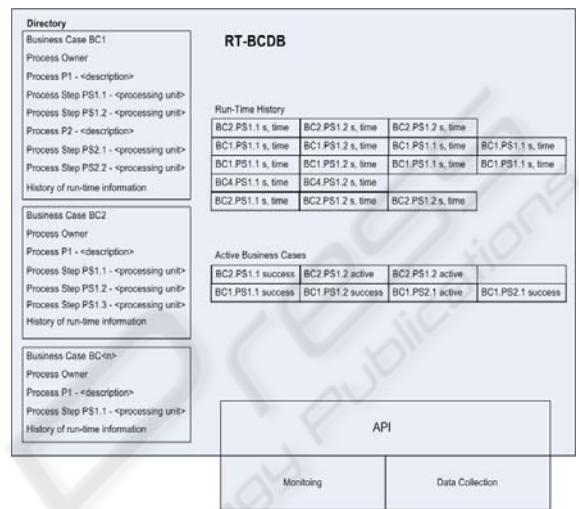 Directory
Business Case BC1
Process Owner
Process P1 - <description>
Process Step PS1.1 - <processing unit>
Process Step PS1.2 - <processing unit>
Process P2 - <description>
Process Step PS2.1 - <processing unit>
Process Step PS2.2 - <processing unit>
History of run-time information
Business Case BC2
Process Owner
Process P1 - <description>
Process Step PS1.1 - <processing unit>
Process Step PS1.2 - <processing unit>
Process Step PS1.3 - <processing unit>
History of run-time information
Business Case BC<n>
Process Owner
Process P1 - <description>
Process Step PS1.1 - <processing unit>
History of run-time information
RT-BCDB
Run-Time History
BC2.PS1.1 s, time BC2.PS1.2 s, time BC2.PS1.2 s, time
BC1.PS1.1 s, time BC1.PS1.2 s, time BC1.PS1.1 s, time BC1.PS1.1 s, time
BC1.PS1.1 s, time BC1.PS1.2 s, time BC1.PS1.1 s, time BC1.PS1.1 s, time
BC4.PS1.1 s, time BC4.PS1.2 s, time
BC2.PS1.1 s, time BC2.PS1.2 s, time BC2.PS1.2 s, time
Active Business Cases
BC2.PS1.1 success BC2.PS1.2 active BC2.PS1.2 active
BC1.PS1.1 success BC1.PS1.2 success BC1.PS2.1 active BC1.PS2.1 success
API
Monitoing Data Collection